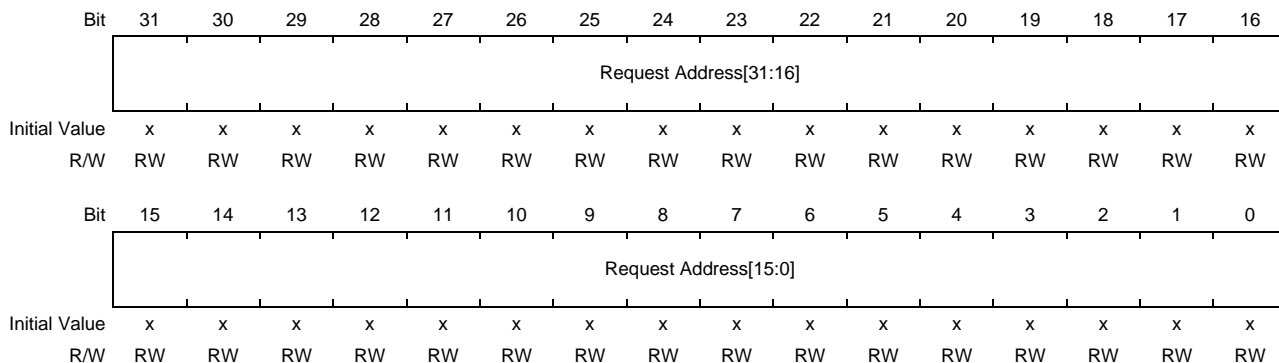 Bit 31 30 29 28 27 26 25 24 23 22 21 20 19 18 17 16
Request Address[31:16]
Initial Value x x x x x x x x x x x x x x x x
R/W RW RW RW RW RW RW RW RW RW RW RW RW RW RW RW RW
Bit 15 14 13 12 11 10 9 8 7 6 5 4 3 2 1 0
Request Address[15:0]
Initial Value x x x x x x x x x x x x x x x x
R/W RW RW RW RW RW RW RW RW RW RW RW RW RW RW RW RW